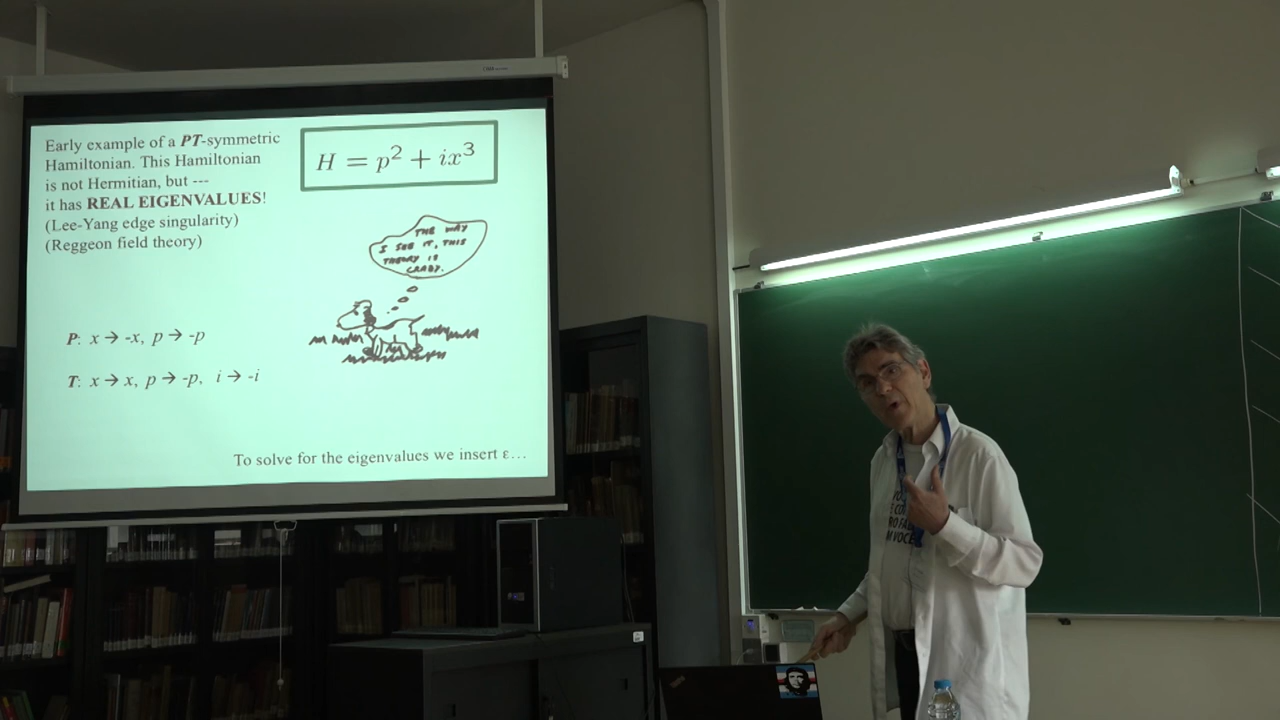 Early example of a PT-symmetric
Hamiltonian. This Hamiltonian
is not Hermitian, but ---
it has REAL EIGENVALUES!
(Lee-Yang edge singularity)
(Reggeon field theory)
H = p² + ix³
THE WAY
I SEE IT, THIS
THEORY IS
CRAZY.
P: x → -x, p → -p
T: x → x, p → -p, i → -i
To solve for the eigenvalues we insert ε…